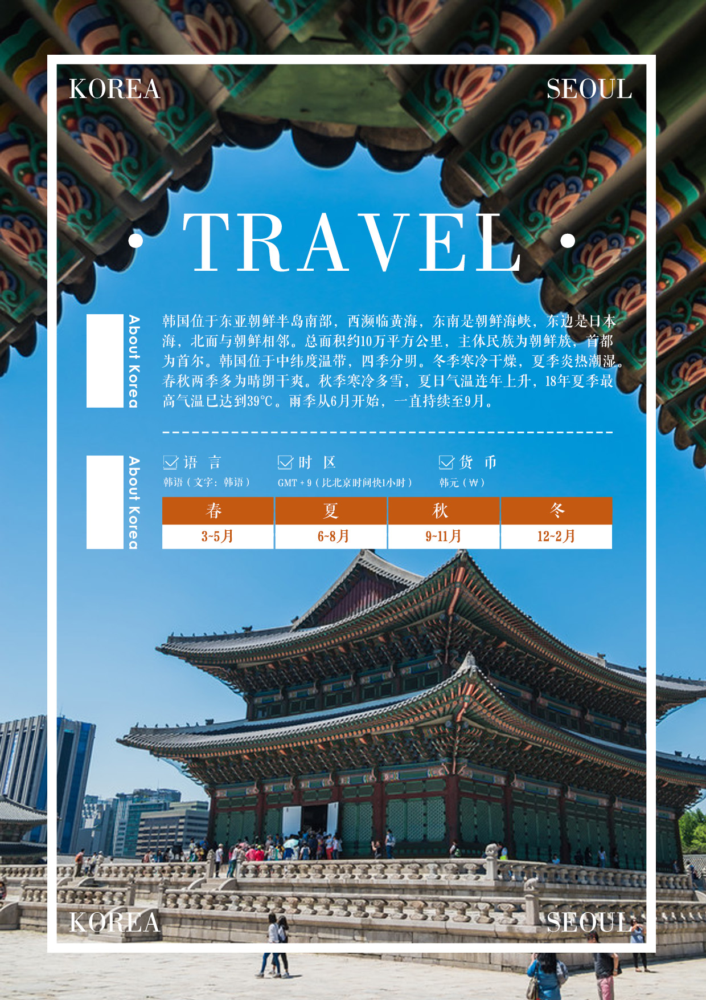 KOREA
SEOUL
TRAVEL
About Korea
韩国位于东亚朝鲜半岛南部，西濒临黄海，东南是朝鲜海峡，东边是日本
海，北面与朝鲜相邻。总面积约10万平方公里，主体民族为朝鲜族，首都
为首尔。韩国位于中纬度温带，四季分明。冬季寒冷干燥，夏季炎热潮湿。
春秋两季多为晴朗干爽。秋季寒冷多雪，夏日气温连年上升，18年夏季最
高气温已达到39℃。雨季从6月开始，一直持续至9月。
About Korea
语 言
时 区
货 币
韩语（文字：韩语）
GMT + 9（比北京时间快1小时）
韩元（₩）
春
夏
秋
冬
3~5月
6~8月
9~11月
12~2月
KOREA
SEOUL